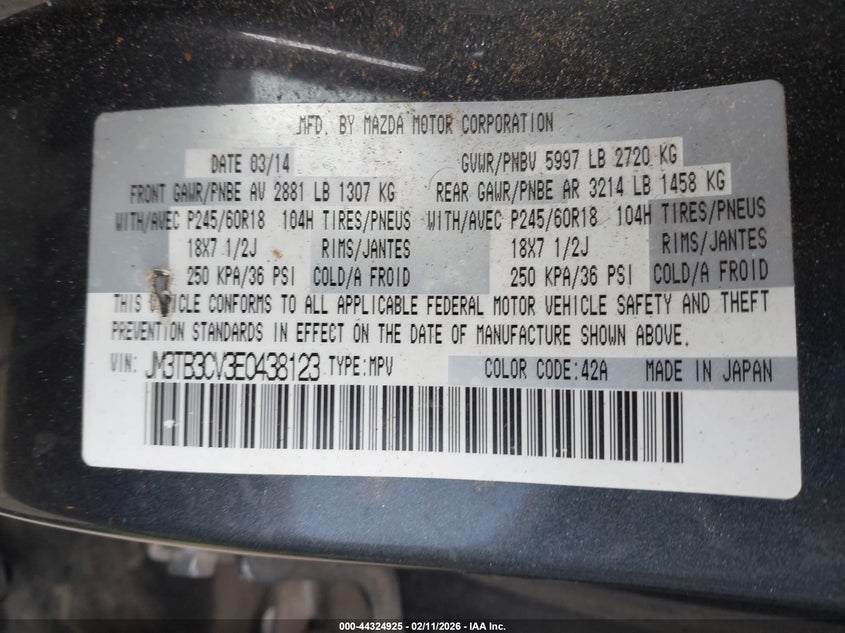 MFD. BY MAZDA MOTOR CORPORATION
DATE 03/14 GVWR/PNBV 5997 LB 2720 KG
FRONT GAWR/PNBE AV 2881 LB 1307 KG REAR GAWR/PNBE AR 3214 LB 1458 KG
WITH/AVEC P245/60R18 104H TIRES/PNEUS WITH/AVEC P245/60R18 104H TIRES/PNEUS
18X7 1/2J RIMS/JANTES 18X7 1/2J RIMS/JANTES
250 KPA/36 PSI COLD/A FROID 250 KPA/36 PSI COLD/A FROID
THIS VEHICLE CONFORMS TO ALL APPLICABLE FEDERAL MOTOR VEHICLE SAFETY AND THEFT
PREVENTION STANDARDS IN EFFECT ON THE DATE OF MANUFACTURE SHOWN ABOVE.
VIN: JM3TB3CV3E0438123 TYPE:MPV COLOR CODE:42A MADE IN JAPAN
000-44324925 - 02/11/2026 - IAA Inc.